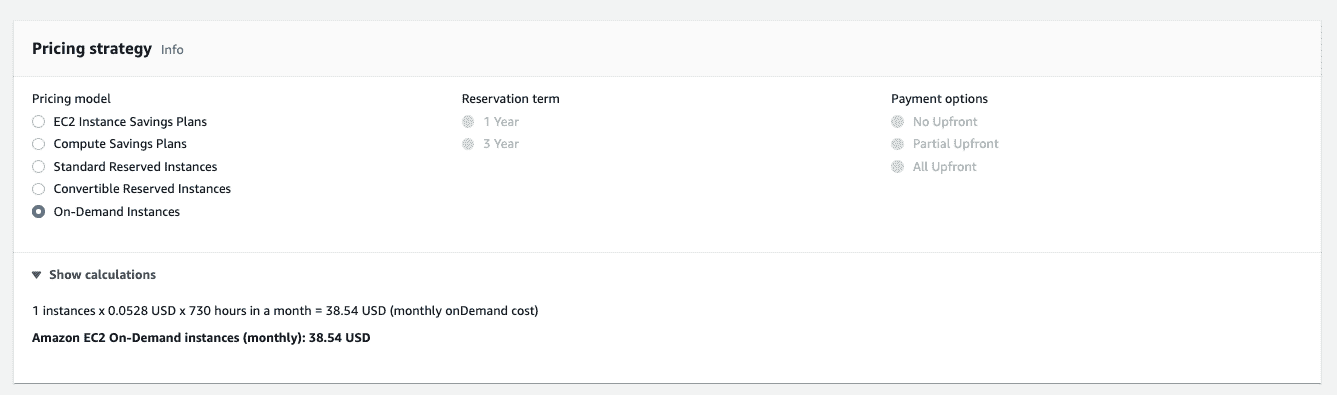 Pricing strategy Info
Pricing model
EC2 Instance Savings Plans
Compute Savings Plans
Standard Reserved Instances
Convertible Reserved Instances
On-Demand Instances
Reservation term
1 Year
3 Year
Payment options
No Upfront
Partial Upfront
All Upfront
Show calculations
1 instances x 0.0528 USD x 730 hours in a month = 38.54 USD (monthly onDemand cost)
Amazon EC2 On-Demand instances (monthly): 38.54 USD